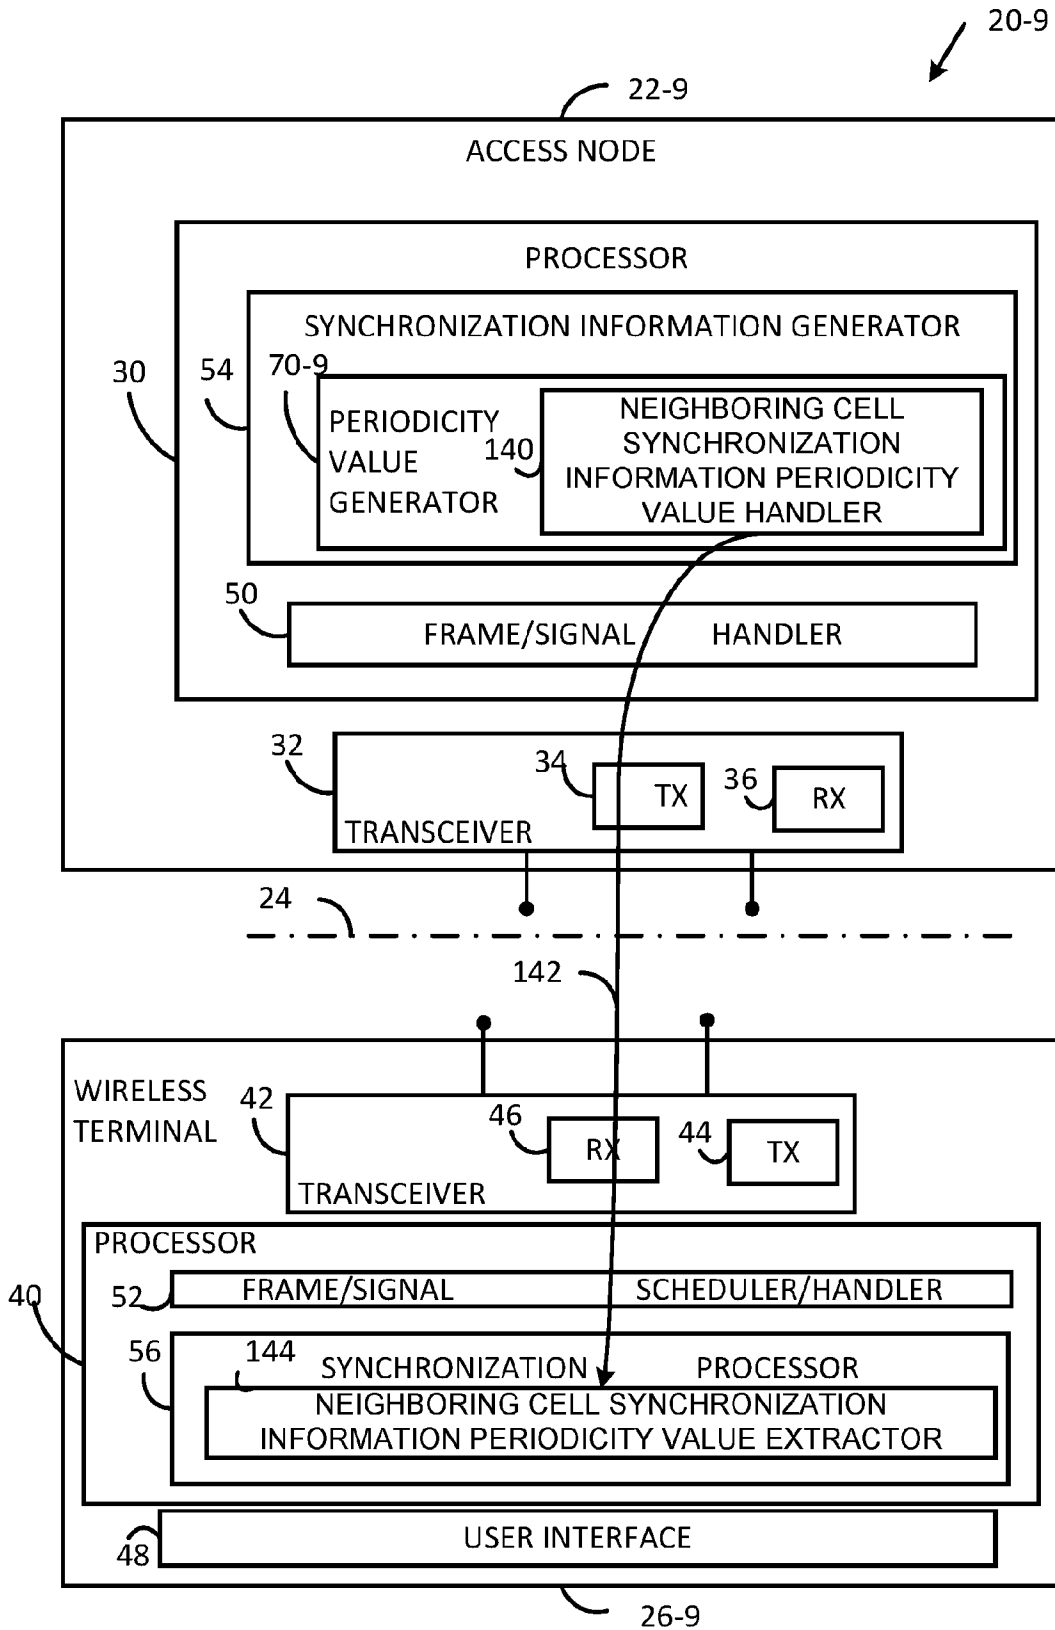 20-9
22-9
ACCESS NODE
PROCESSOR
SYNCHRONIZATION INFORMATION GENERATOR
30
54
70-9
PERIODICITY
VALUE
GENERATOR
140
NEIGHBORING CELL
SYNCHRONIZATION
INFORMATION PERIODICITY
VALUE HANDLER
50
FRAME/SIGNAL HANDLER
32
34
TX
36
RX
TRANSCEIVER
24
142
WIRELESS
TERMINAL
42
46
RX
44
TX
TRANSCEIVER
PROCESSOR
40
52
FRAME/SIGNAL SCHEDULER/HANDLER
56
144
SYNCHRONIZATION PROCESSOR
NEIGHBORING CELL SYNCHRONIZATION
INFORMATION PERIODICITY VALUE EXTRACTOR
48
USER INTERFACE
26-9